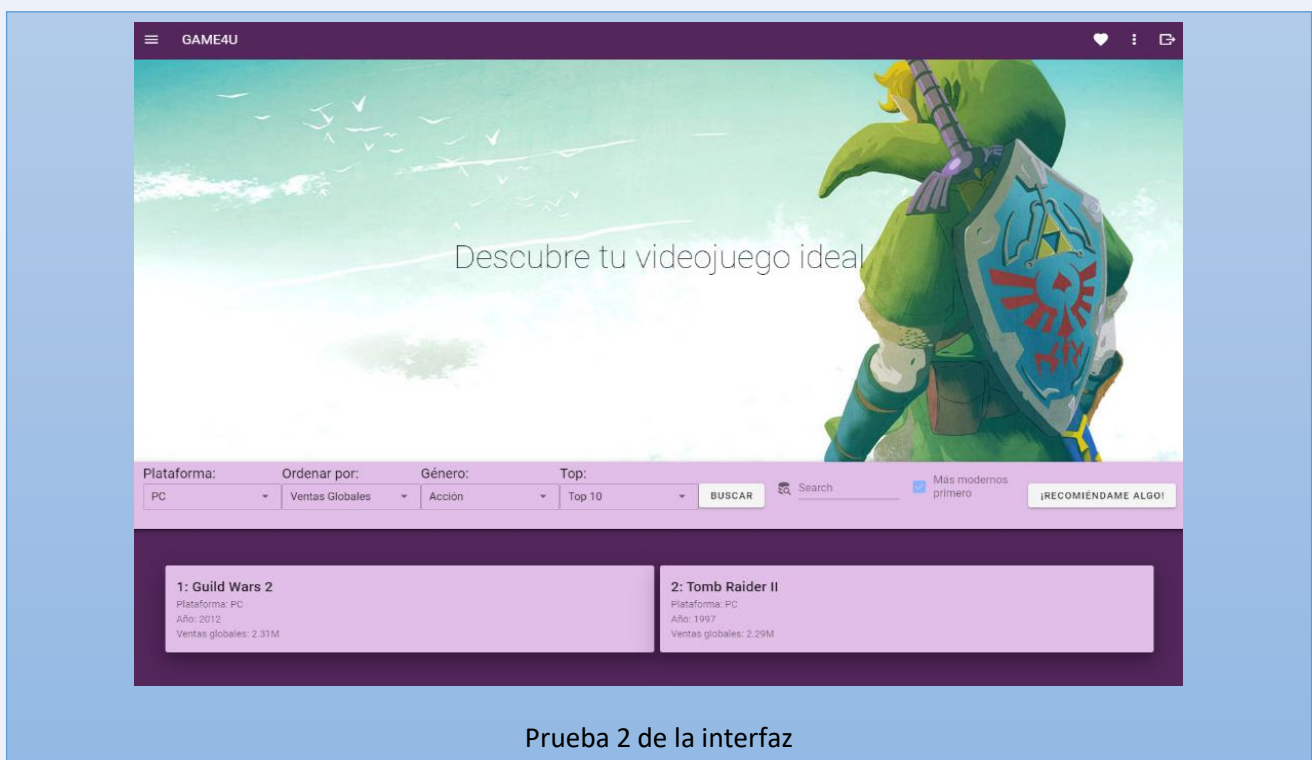 GAME4U
Descubre tu videojuego ideal
Plataforma: Ordenar por: Género: Top:
PC Ventas Globales Acción Top 10 BUSCAR Search Más modernos primero ¡RECOMIÉNDAME ALGO!
1: Guild Wars 2
Plataforma: PC
Año: 2012
Ventas globales: 2.31M
2: Tomb Raider II
Plataforma: PC
Año: 1997
Ventas globales: 2.29M
Prueba 2 de la interfaz